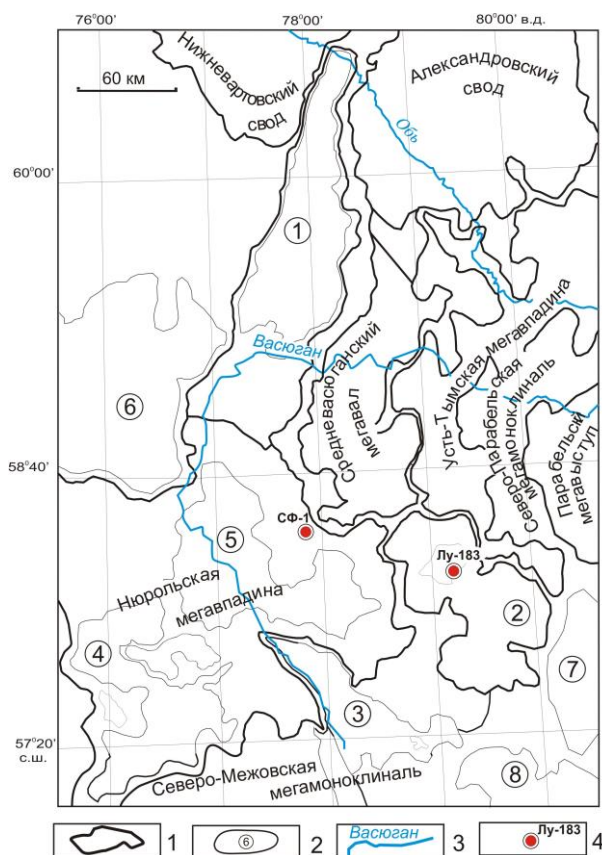 76°00'
78°00'
80°00' в.д.
60 км
Нижневартовский
свод
Александровский
свод
Обь
60°00'
1
Васюган
6
Средневасюганский
мегавал
Усть-Тымская мегавпадина
Северо-Парабельская
мегамоноклиналь
Парабельский
мегавыступ
58°40'
СФ-1
5
Лу-183
Нюрольская
мегавпадина
2
4
7
3
57°20'
с.ш.
Северо-Межовская
мегамоноклиналь
8
1
6
2
Васюган
3
Лу-183
4